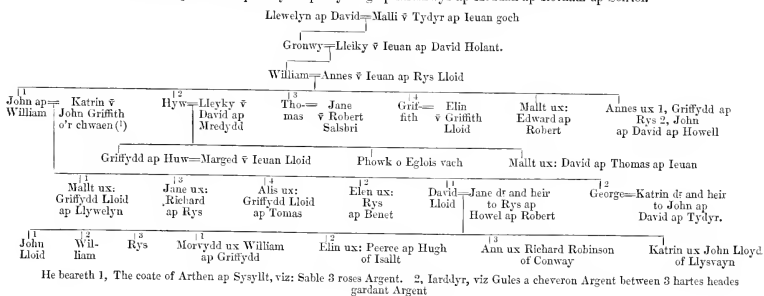 Llewelyn ap David=Malli v̄ Tydyr ap Ieuan goch
Gronwy=Lleiky v̄ Ieuan ap David Holant.
William=Annes v̄ Ieuan ap Rys Lloid
1 2 3 4
John ap= Katrin v̄ Hyw=Lleyky v̄ Tho-= Jane Grif-= Elin Mallt ux: Annes ux 1, Griffydd ap
William John Griffith David ap mas v̄ Robert fith v̄ Griffith Edward ap Rys 2, John
o'r chwaen (¹) Mredydd Salsbri Lloid Robert ap David ap Howell
Griffydd ap Huw=Marged v̄ Ieuan Lloid Phowk o Eglois vach Mallt ux: David ap Thomas ap Ieuan
1 3 4 2 1 2
Mallt ux: Jane ux: Alis ux: Elen ux: David=Jane dr and heir George=Katrin dr and heir
Griffydd Lloid Richard Griffydd Lloid Rys Lloid to Rys ap to John ap
ap Llywelyn ap Rys ap Tomas ap Benet Howel ap Robert David ap Tydyr.
1 2 3 1 2 3
John Wil- Rys Morvydd ux William Elin ux: Peerce ap Hugh Ann ux Richard Robinson Katrin ux John Lloyd
Lloid liam ap Griffydd of Isallt of Conway of Llysvayn
He beareth 1, The coate of Arthen ap Sysyllt, viz: Sable 3 roses Argent. 2, Iarddyr, viz Gules a cheveron Argent between 3 hartes heades
gardant Argent